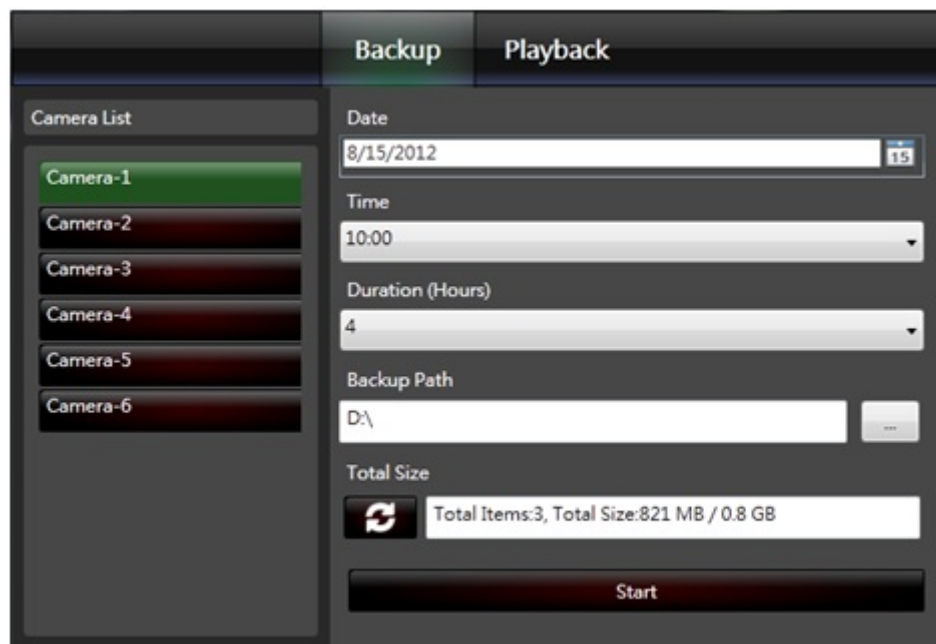 Backup
Playback
Camera List
Camera-1
Camera-2
Camera-3
Camera-4
Camera-5
Camera-6
Date
8/15/2012
15
Time
10:00
Duration (Hours)
4
Backup Path
D:\
...
Total Size
Total Items:3, Total Size:821 MB / 0.8 GB
Start